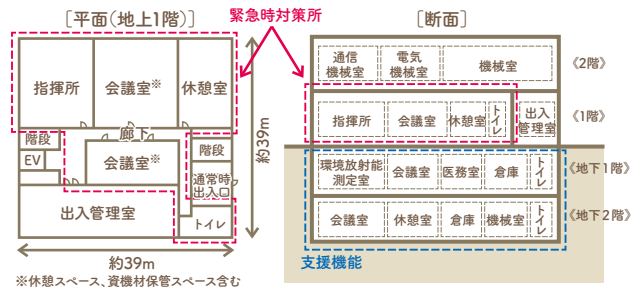 ［平面(地上1階)］
緊急時対策所
［断面］
指揮所
会議室※
休憩室
階段
EV
廊下
会議室※
階段
通常時
出入口
出入管理室
トイレ
約39m
約39m
※休憩スペース、資機材保管スペース含む
通信
機械室
電気
機械室
機械室
《2階》
指揮所
会議室
休憩室
トイレ
出入
管理室
《1階》
環境放射能
測定室
会議室
医務室
倉庫
トイレ
《地下1階》
会議室
休憩室
倉庫
機械室
トイレ
《地下2階》
支援機能